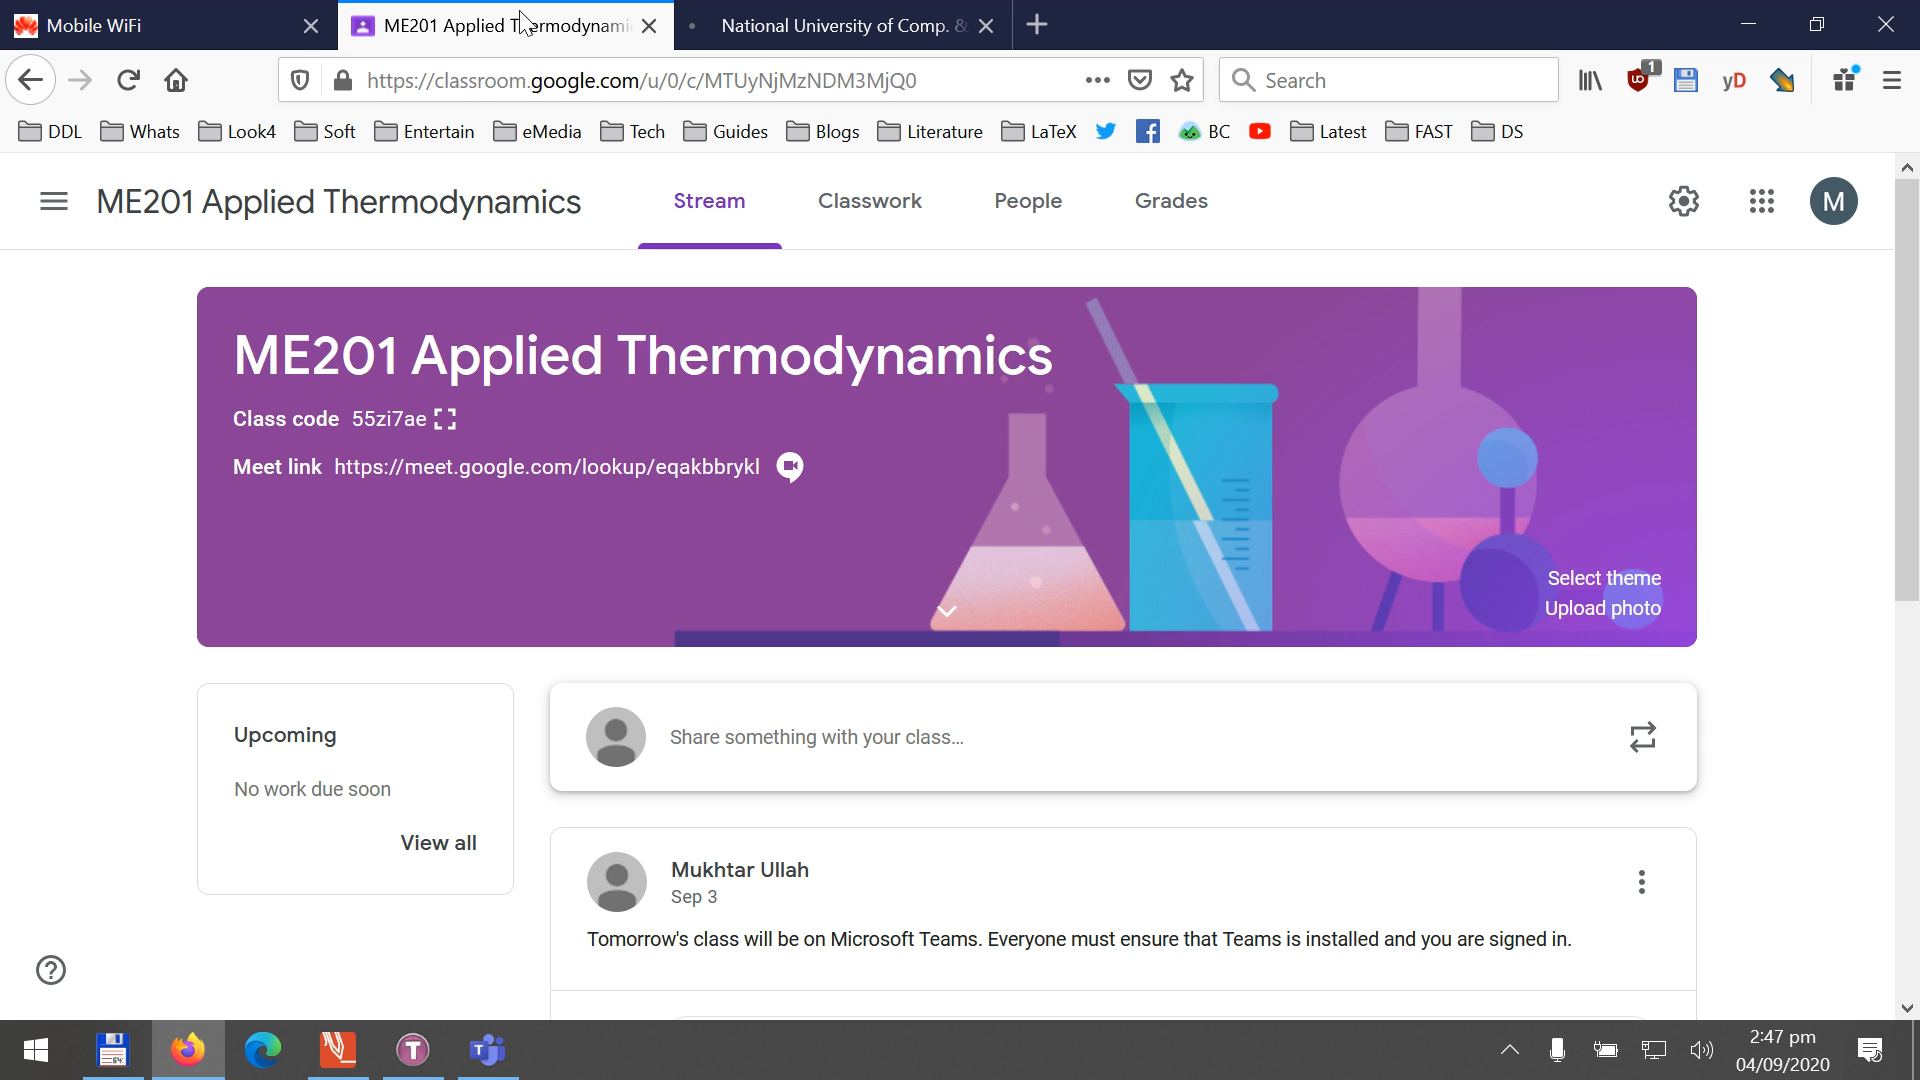 Mobile WiFi
ME201 Applied Thermodynami
National University of Comp. &
https://classroom.google.com/u/0/c/MTUyNjMzNDM3MjQ0
Search
1
yD
DDL
Whats
Look4
Soft
Entertain
eMedia
Tech
Guides
Blogs
Literature
LaTeX
BC
Latest
FAST
DS
ME201 Applied Thermodynamics
Stream
Classwork
People
Grades
M
ME201 Applied Thermodynamics
Class code 55zi7ae
Meet link https://meet.google.com/lookup/eqakbbrykl
Select theme
Upload photo
Upcoming
No work due soon
View all
Share something with your class...
Mukhtar Ullah
Sep 3
Tomorrow's class will be on Microsoft Teams. Everyone must ensure that Teams is installed and you are signed in.
64
T
T
2:47 pm
04/09/2020